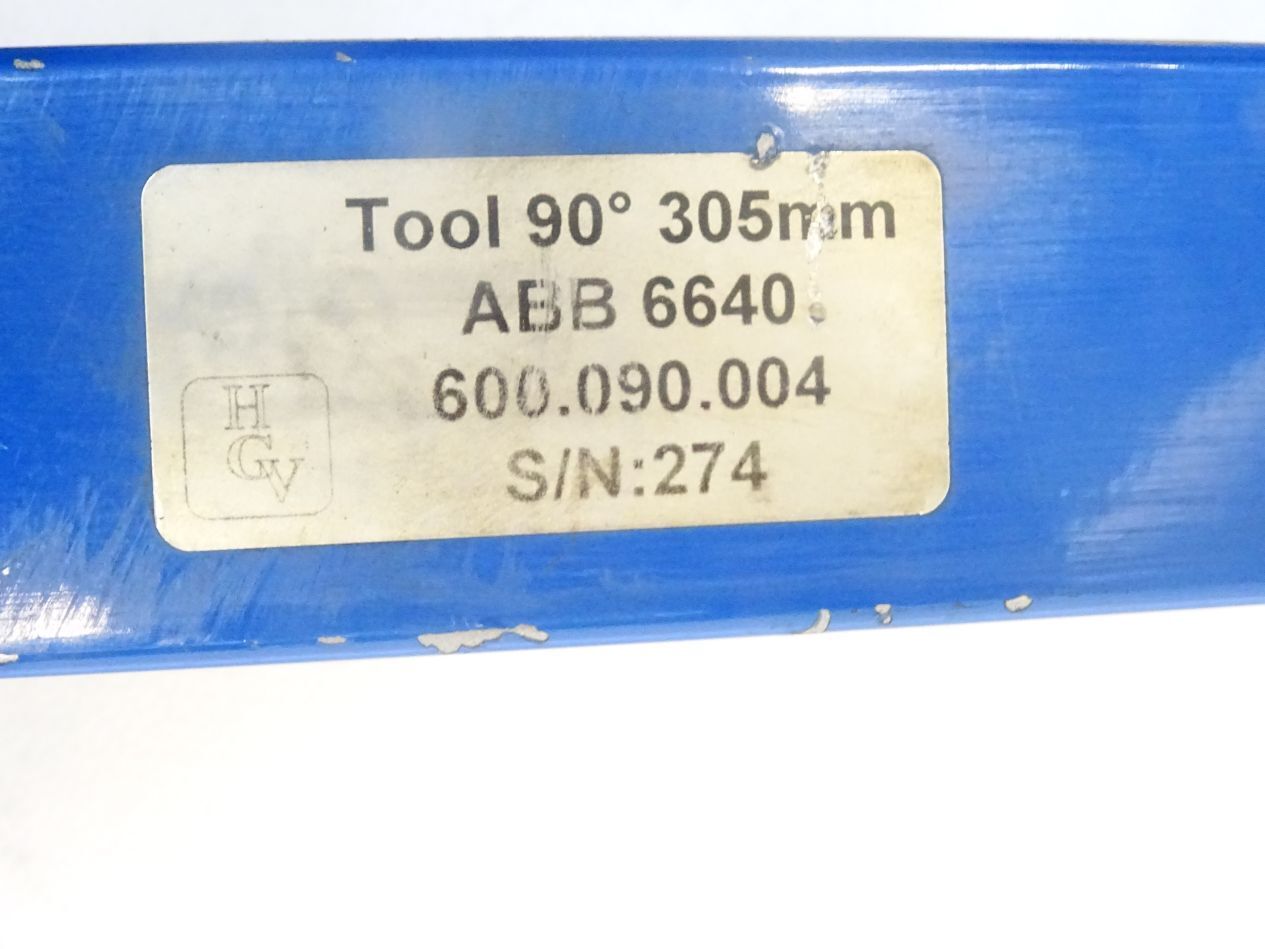 Tool 90° 305mm
ABB 6640
600.090.004
S/N:274
HGV